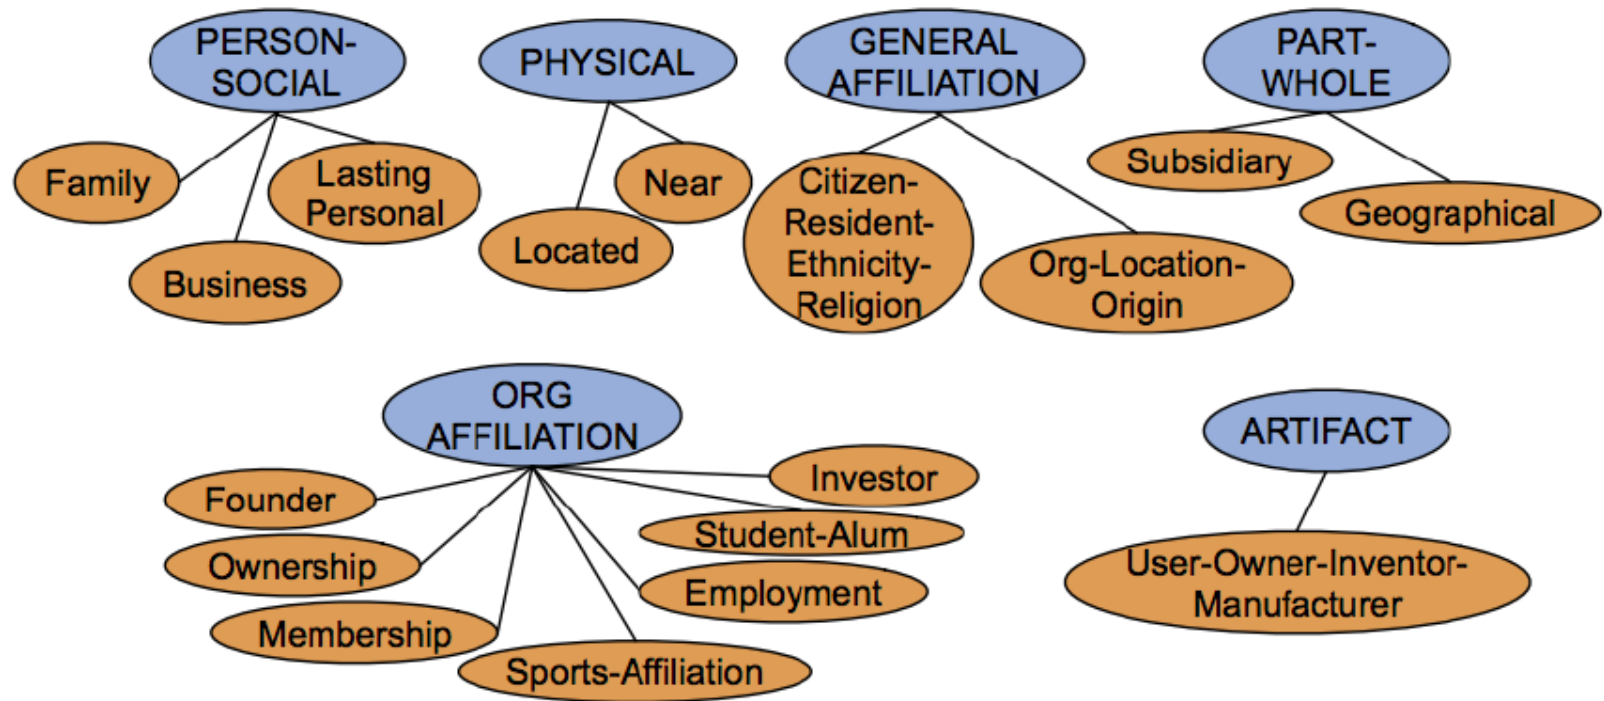 PERSON-
SOCIAL
PHYSICAL
GENERAL
AFFILIATION
PART-
WHOLE
Family
Lasting
Personal
Business
Near
Located
Citizen-
Resident-
Ethnicity-
Religion
Org-Location-
Origin
Subsidiary
Geographical
ORG
AFFILIATION
Founder
Ownership
Membership
Sports-Affiliation
Investor
Student-Alum
Employment
ARTIFACT
User-Owner-Inventor-
Manufacturer